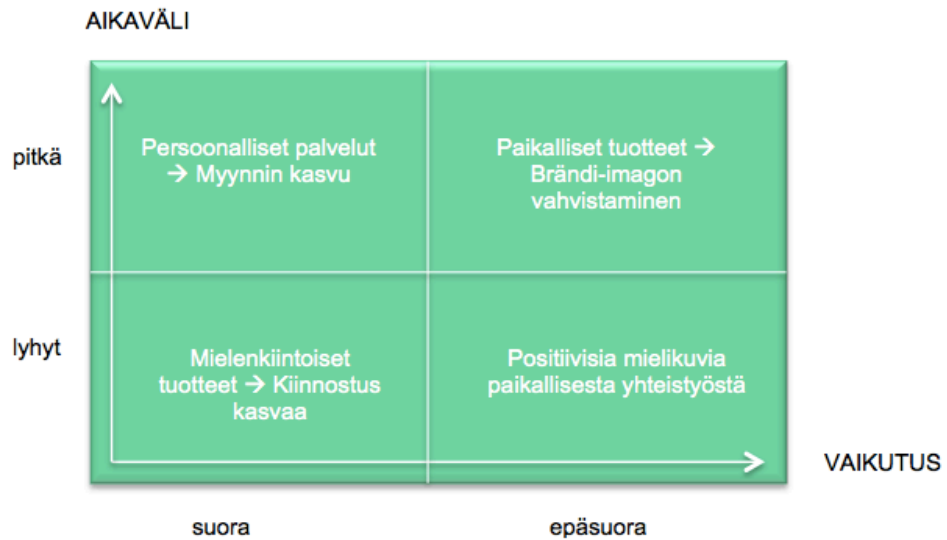 AIKAVÄLI
pitkä
Persoonalliset palvelut
→ Myynnin kasvu
Paikalliset tuotteet →
Brändi-imagon
vahvistaminen
lyhyt
Mielenkiintoiset
tuotteet → Kiinnostus
kasvaa
Positiivisia mielikuvia
paikallisesta yhteistyöstä
VAIKUTUS
suora
epäsuora